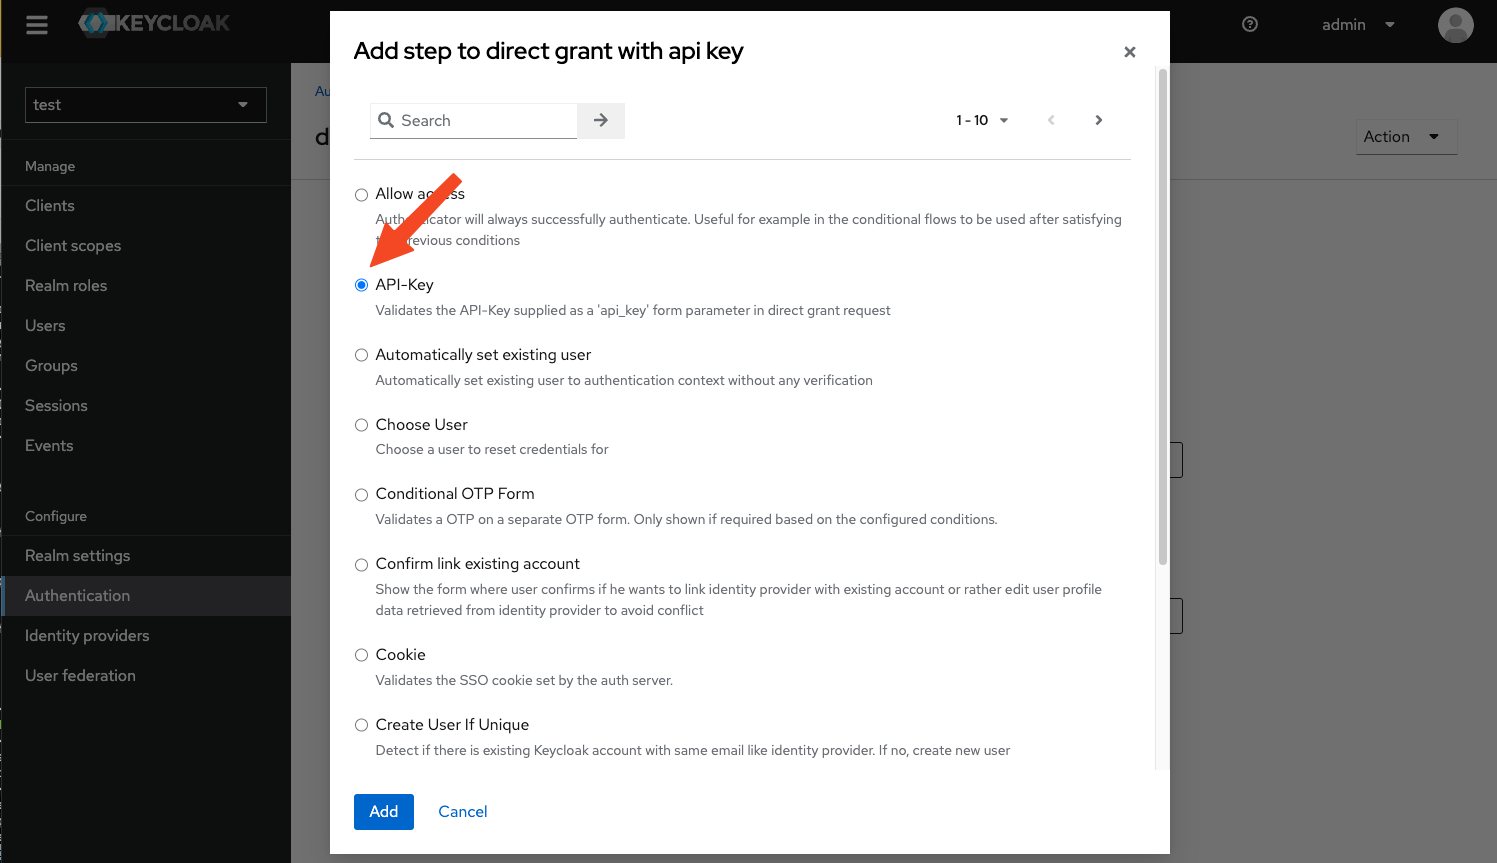 KEYCLOAK
admin
Add step to direct grant with api key
test
Au
Search
1 - 10
d
Action
Manage
Clients
Client scopes
Realm roles
Users
Groups
Sessions
Events
Configure
Realm settings
Authentication
Identity providers
User federation
Allow access
Authenticator will always successfully authenticate. Useful for example in the conditional flows to be used after satisfying
previous conditions
API-Key
Validates the API-Key supplied as a 'api_key' form parameter in direct grant request
Automatically set existing user
Automatically set existing user to authentication context without any verification
Choose User
Choose a user to reset credentials for
Conditional OTP Form
Validates a OTP on a separate OTP form. Only shown if required based on the configured conditions.
Confirm link existing account
Show the form where user confirms if he wants to link identity provider with existing account or rather edit user profile
data retrieved from identity provider to avoid conflict
Cookie
Validates the SSO cookie set by the auth server.
Create User If Unique
Detect if there is existing Keycloak account with same email like identity provider. If no, create new user
Add
Cancel